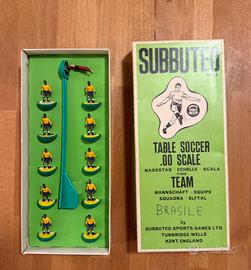 SUBBUTEO
TABLE SOCCER
.00 SCALE
MASSSTAB · ECHELLE · SCALA
TEAM
MANNSCHAFT · EQUIPE
SQUADRA · ELFTAL
BRASILE
by
SUBBUTEO SPORTS GAMES LTD
TUNBRIDGE WELLS
KENT, ENGLAND